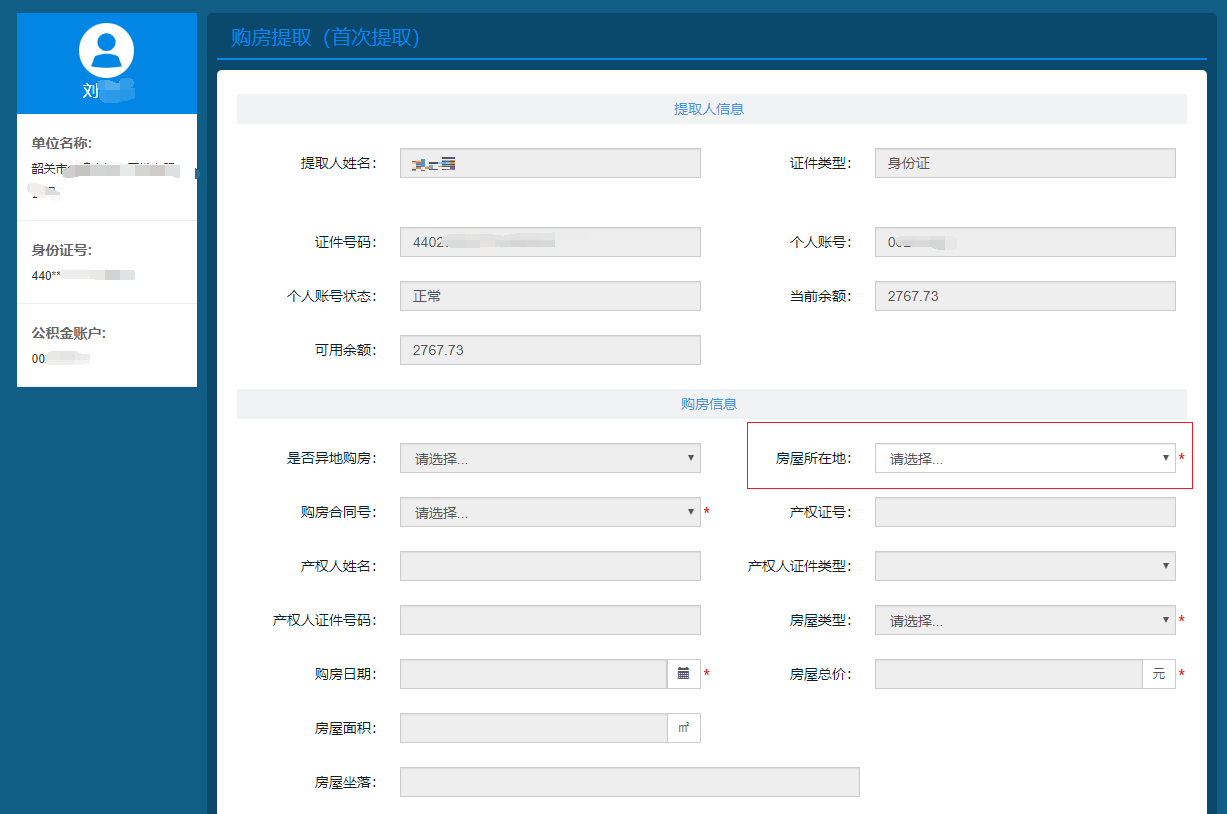 刘
单位名称:
韶关市
身份证号:
440**
公积金账户:
00
购房提取（首次提取）
提取人信息
提取人姓名：
证件类型： 身份证
证件号码： 4402
个人账号： 00
个人账号状态： 正常
当前余额： 2767.73
可用余额： 2767.73
购房信息
是否异地购房： 请选择...
房屋所在地： 请选择... *
购房合同号： 请选择... *
产权证号：
产权人姓名：
产权人证件类型：
产权人证件号码：
房屋类型： 请选择... *
购房日期： *
房屋总价： 元 *
房屋面积： ㎡
房屋坐落：